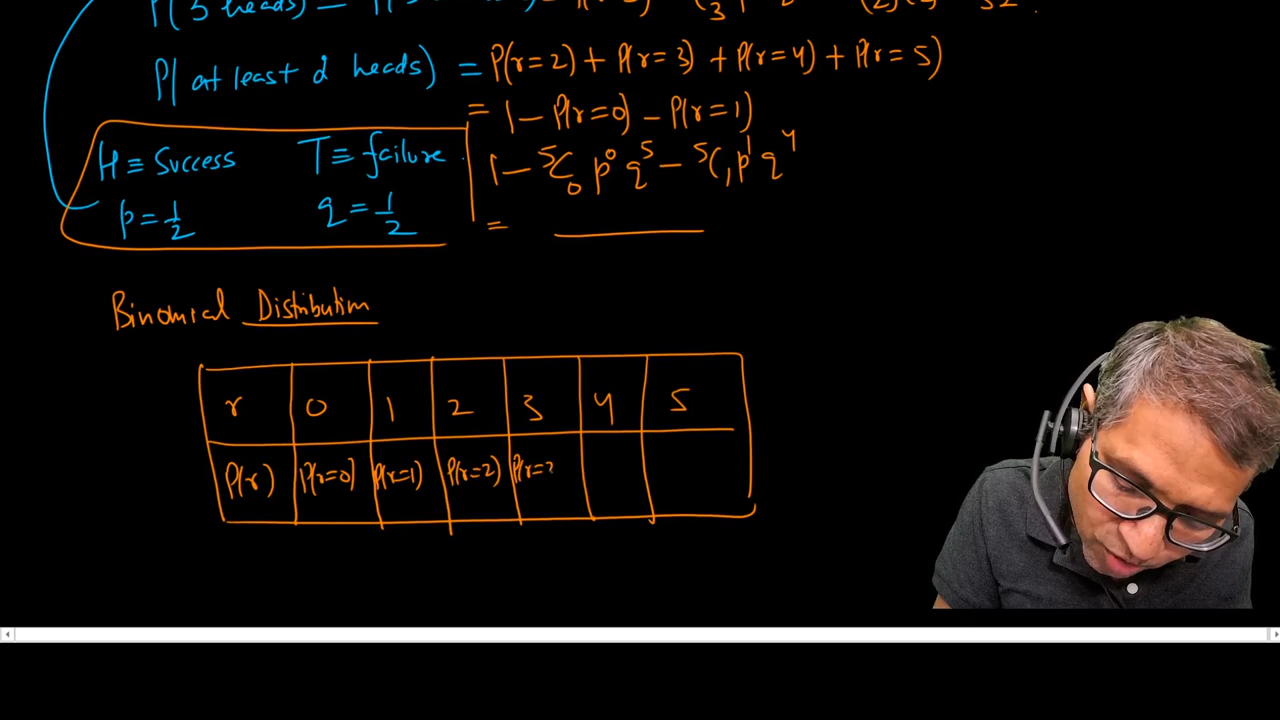 P(3 heads) =
P( at least 2 heads) = P(r=2) + P(r=3) + P(r=4) + P(r=5)
= 1 - P(r=0) - P(r=1)
H ≡ Success T ≡ failure
1 - ⁵C₀ p⁰ q⁵ - ⁵C₁ p¹ q⁴
p = 1/2 q = 1/2
=
Binomial Distribution
r 0 1 2 3 4 5
P(r) P(r=0) P(r=1) P(r=2) P(r=